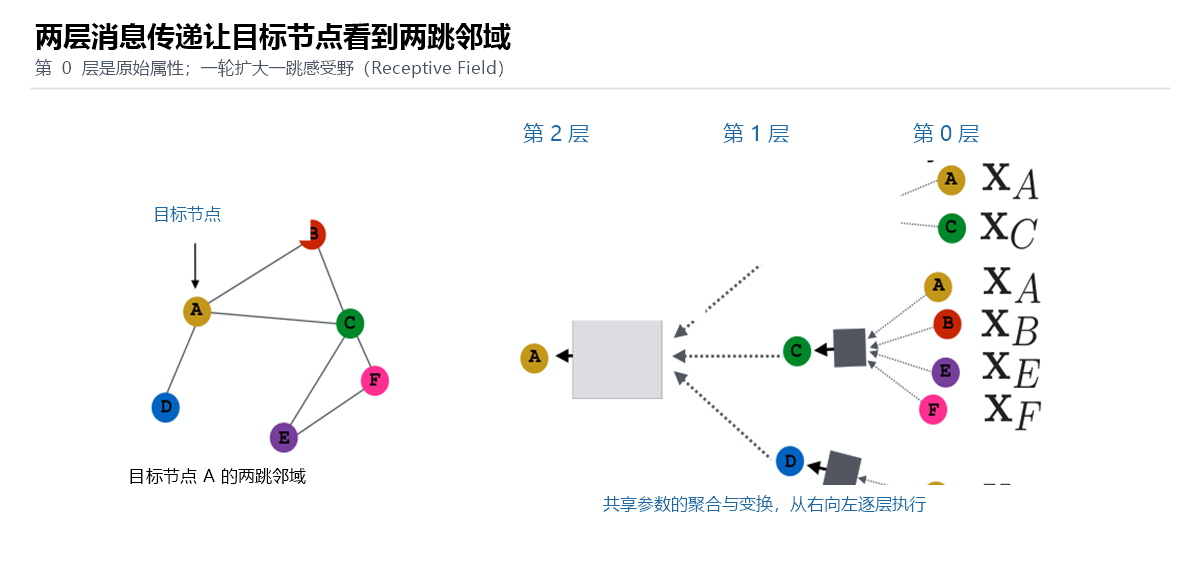 两层消息传递让目标节点看到两跳邻域
第 0 层是原始属性；一轮扩大一跳感受野（Receptive Field）
第 2 层
第 1 层
第 0 层
目标节点
A
B
C
D
E
F
目标节点 A 的两跳邻域
A
C
D
A x_A
C x_C
A x_A
B x_B
E x_E
F x_F
共享参数的聚合与变换，从右向左逐层执行